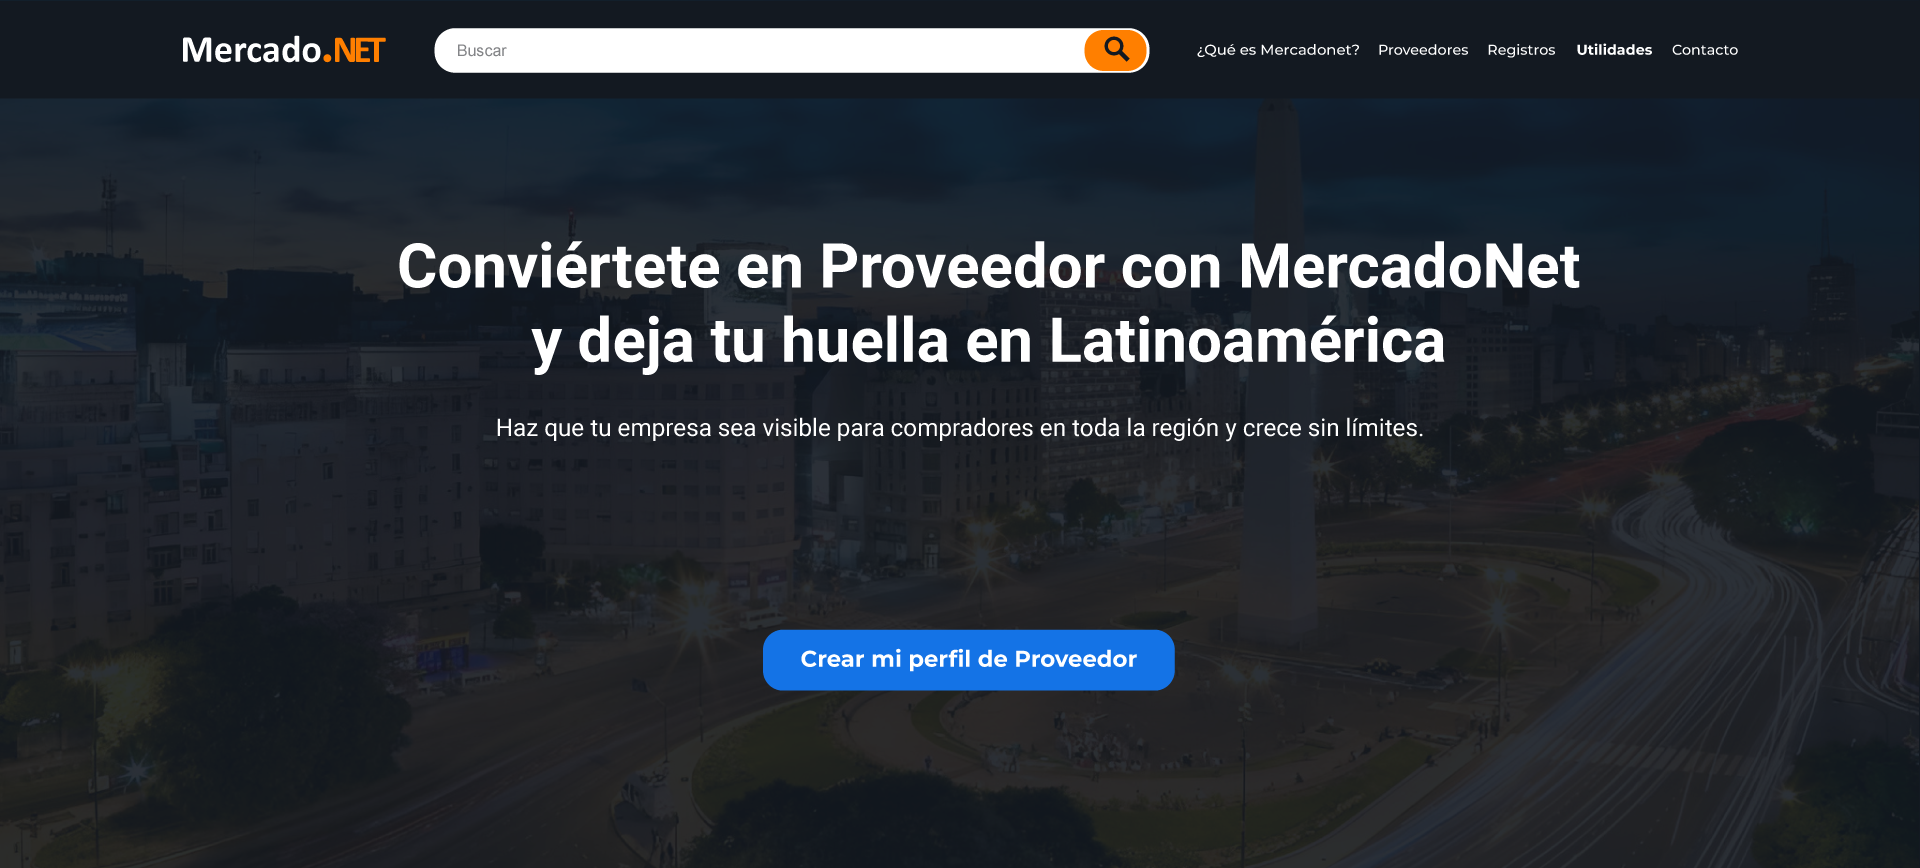 Mercado.NET
Buscar
¿Qué es Mercadonet?
Proveedores
Registros
Utilidades
Contacto
Conviértete en Proveedor con MercadoNet
y deja tu huella en Latinoamérica
Haz que tu empresa sea visible para compradores en toda la región y crece sin límites.
Crear mi perfil de Proveedor